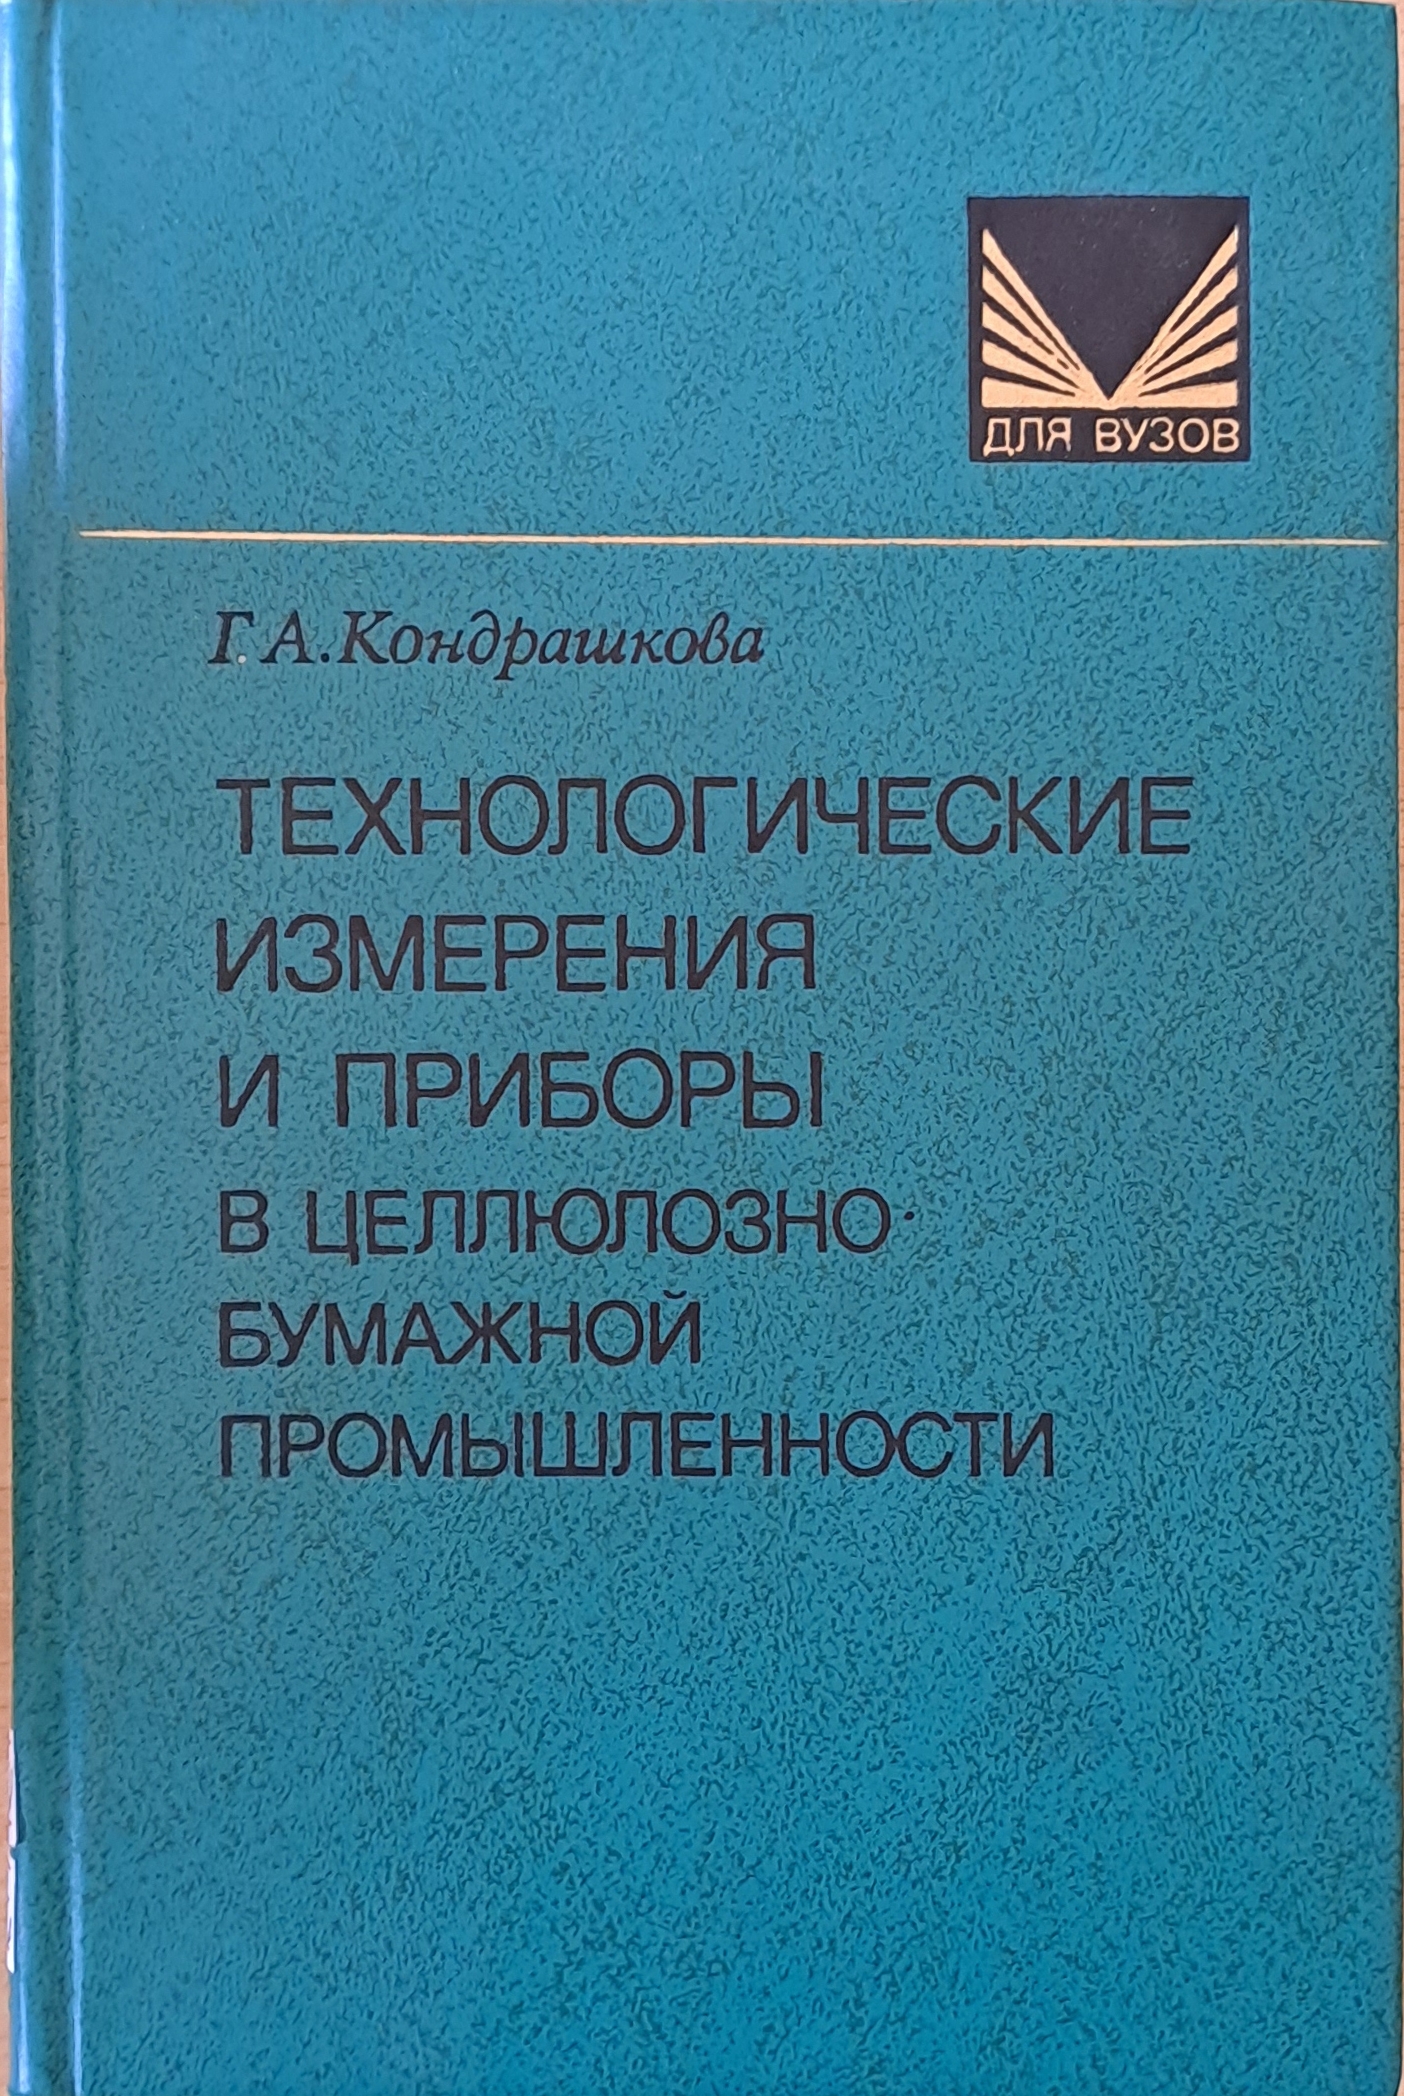 ДЛЯ ВУЗОВ
Г. А. Кондрашкова
ТЕХНОЛОГИЧЕСКИЕ
ИЗМЕРЕНИЯ
И ПРИБОРЫ
В ЦЕЛЛЮЛОЗНО-
БУМАЖНОЙ
ПРОМЫШЛЕННОСТИ